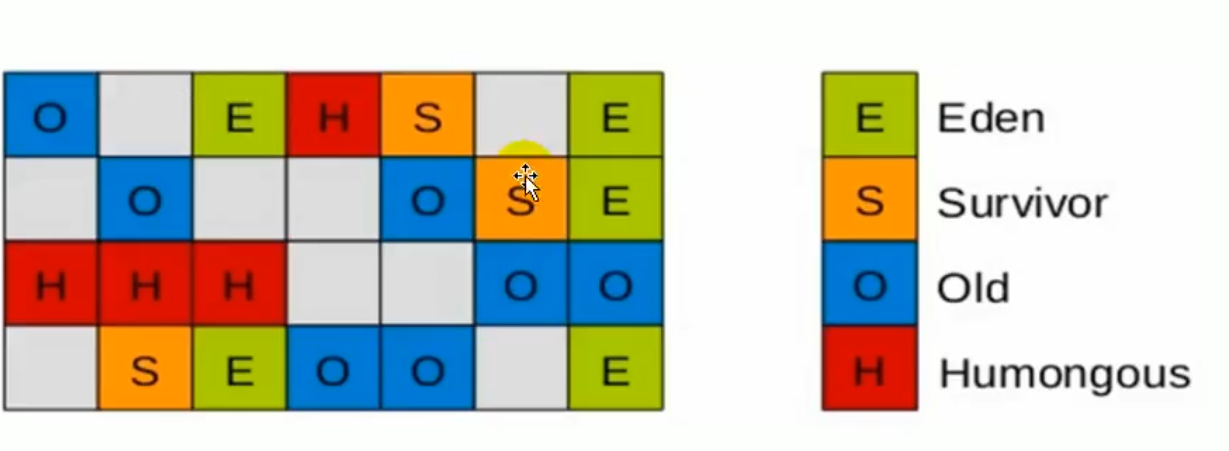 O E H S E
O O S E
H H H O O
S E O O E
E Eden
S Survivor
O Old
H Humongous